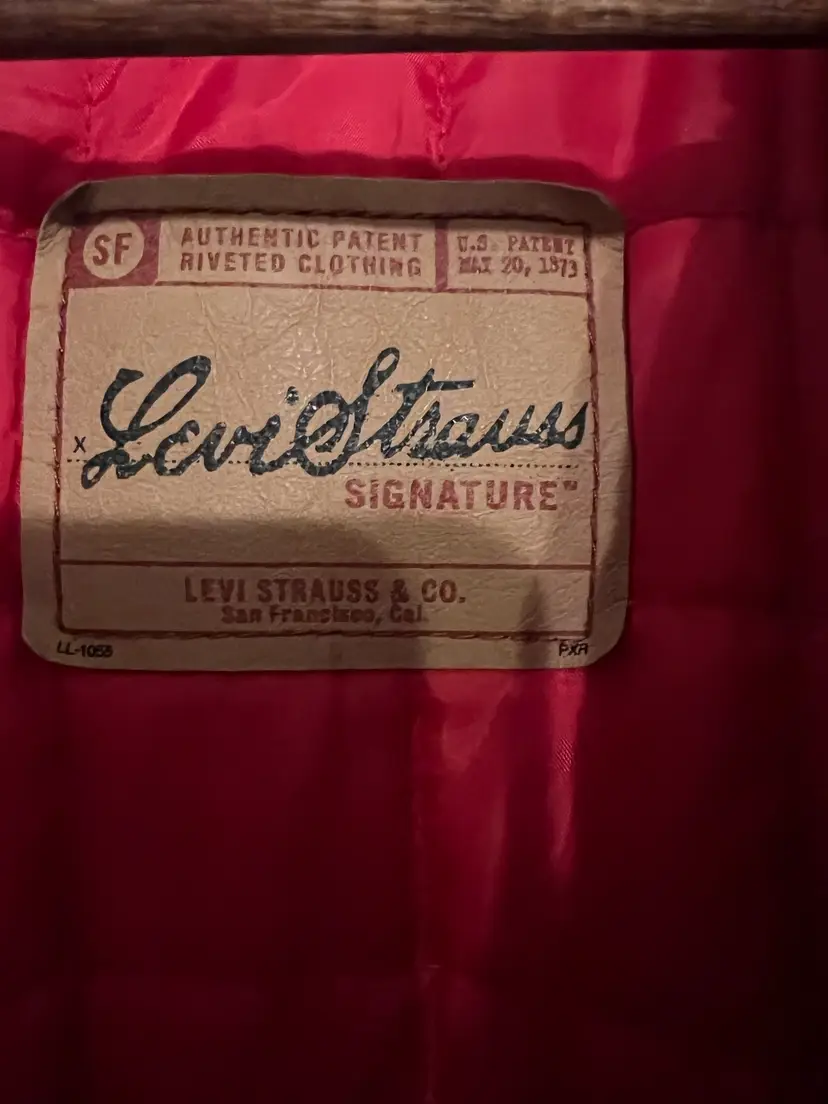 SF
AUTHENTIC PATENT
RIVETED CLOTHING
U.S. PATENT
MAY 20, 1873
x Levi Strauss
SIGNATURE™
LEVI STRAUSS & CO.
San Francisco, Cal.
LL-1055
PXR